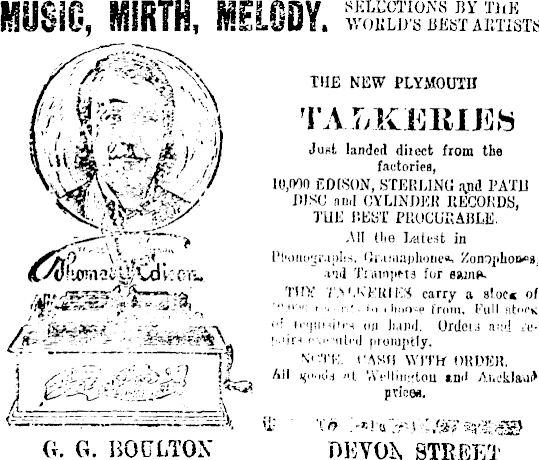 MUSIC, MIRTH, MELODY.
SELECTIONS BY THE
WORLD'S BEST ARTISTS
THE NEW PLYMOUTH
TALKERIES
Just landed direct from the
factories,
10,000 EDISON, STERLING and PATH
DISC and CYLINDER RECORDS,
THE BEST PROCURABLE.
All the Latest in
Phonographs, Gramaphones, Zonophones,
and Trumpets for same.
THE TALKERIES carry a stock of
to choose from. Full stock
of requisites on hand. Orders and re-
pairs executed promptly.
NOTE. CASH WITH ORDER.
All goods at Wellington and Auckland
prices.
Thomas A Edison
G. G. BOULTON
DEVON STREET